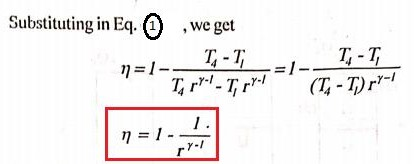 Substituting in Eq. ① , we get
η = 1 - (T₄ - T₁) / (T₄ r^γ-1 - T₁ r^γ-1) = 1 - (T₄ - T₁) / ((T₄ - T₁) r^γ-1)
η = 1 - 1 . / r^γ-1